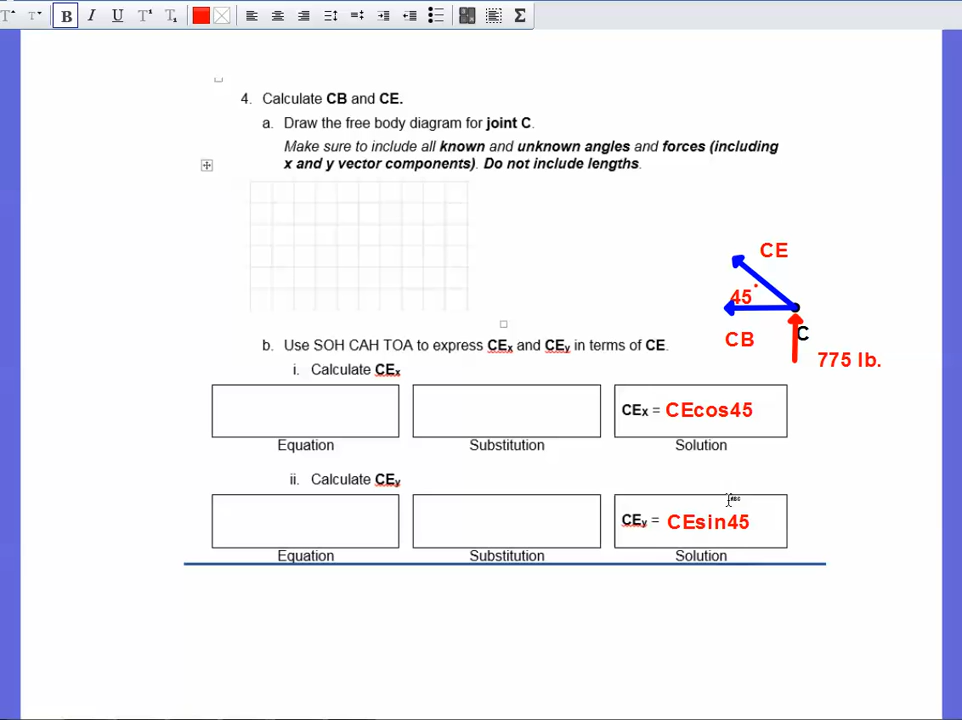 T T B I U T¹ T₁ Σ
4. Calculate CB and CE.
a. Draw the free body diagram for joint C.
Make sure to include all known and unknown angles and forces (including
x and y vector components). Do not include lengths.
CE
45°
CB
C
775 lb.
b. Use SOH CAH TOA to express CEx and CEy in terms of CE.
i. Calculate CEx
CEx = CEcos45
Equation Substitution Solution
ii. Calculate CEy
CEy = CEsin45
Equation Substitution Solution